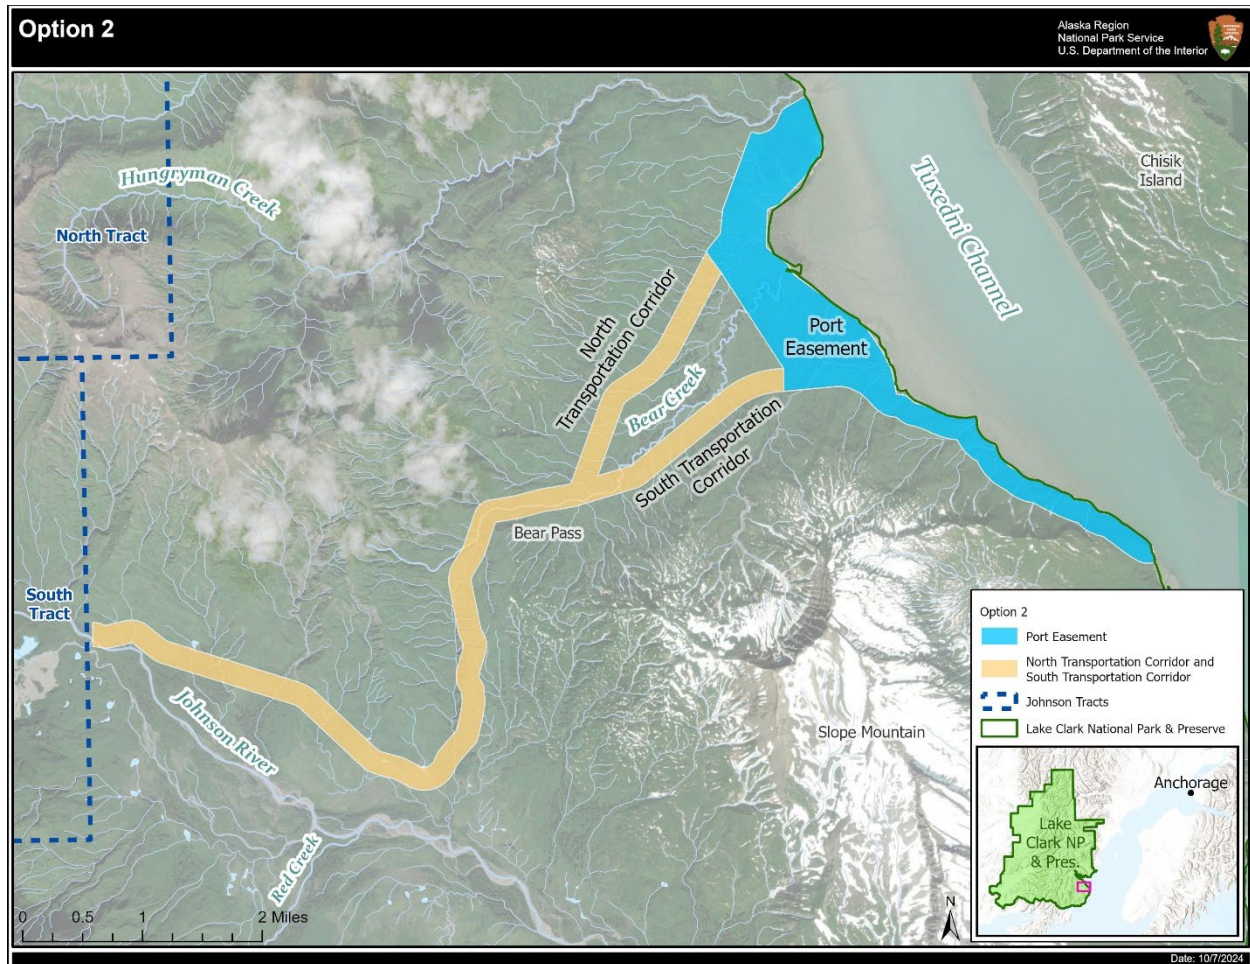 Option 2
Alaska Region
National Park Service
U.S. Department of the Interior
Hungryman Creek
North Tract
Chisik
Island
Tuxedni Channel
North
Transportation Corridor
Port
Easement
Bear Creek
South Transportation
Corridor
Bear Pass
South
Tract
Johnson River
Slope Mountain
Red Creek
0 0.5 1 2 Miles
N
Option 2
Port Easement
North Transportation Corridor and
South Transportation Corridor
Johnson Tracts
Lake Clark National Park & Preserve
Anchorage
Lake
Clark NP
& Pres.
Date: 10/7/2024